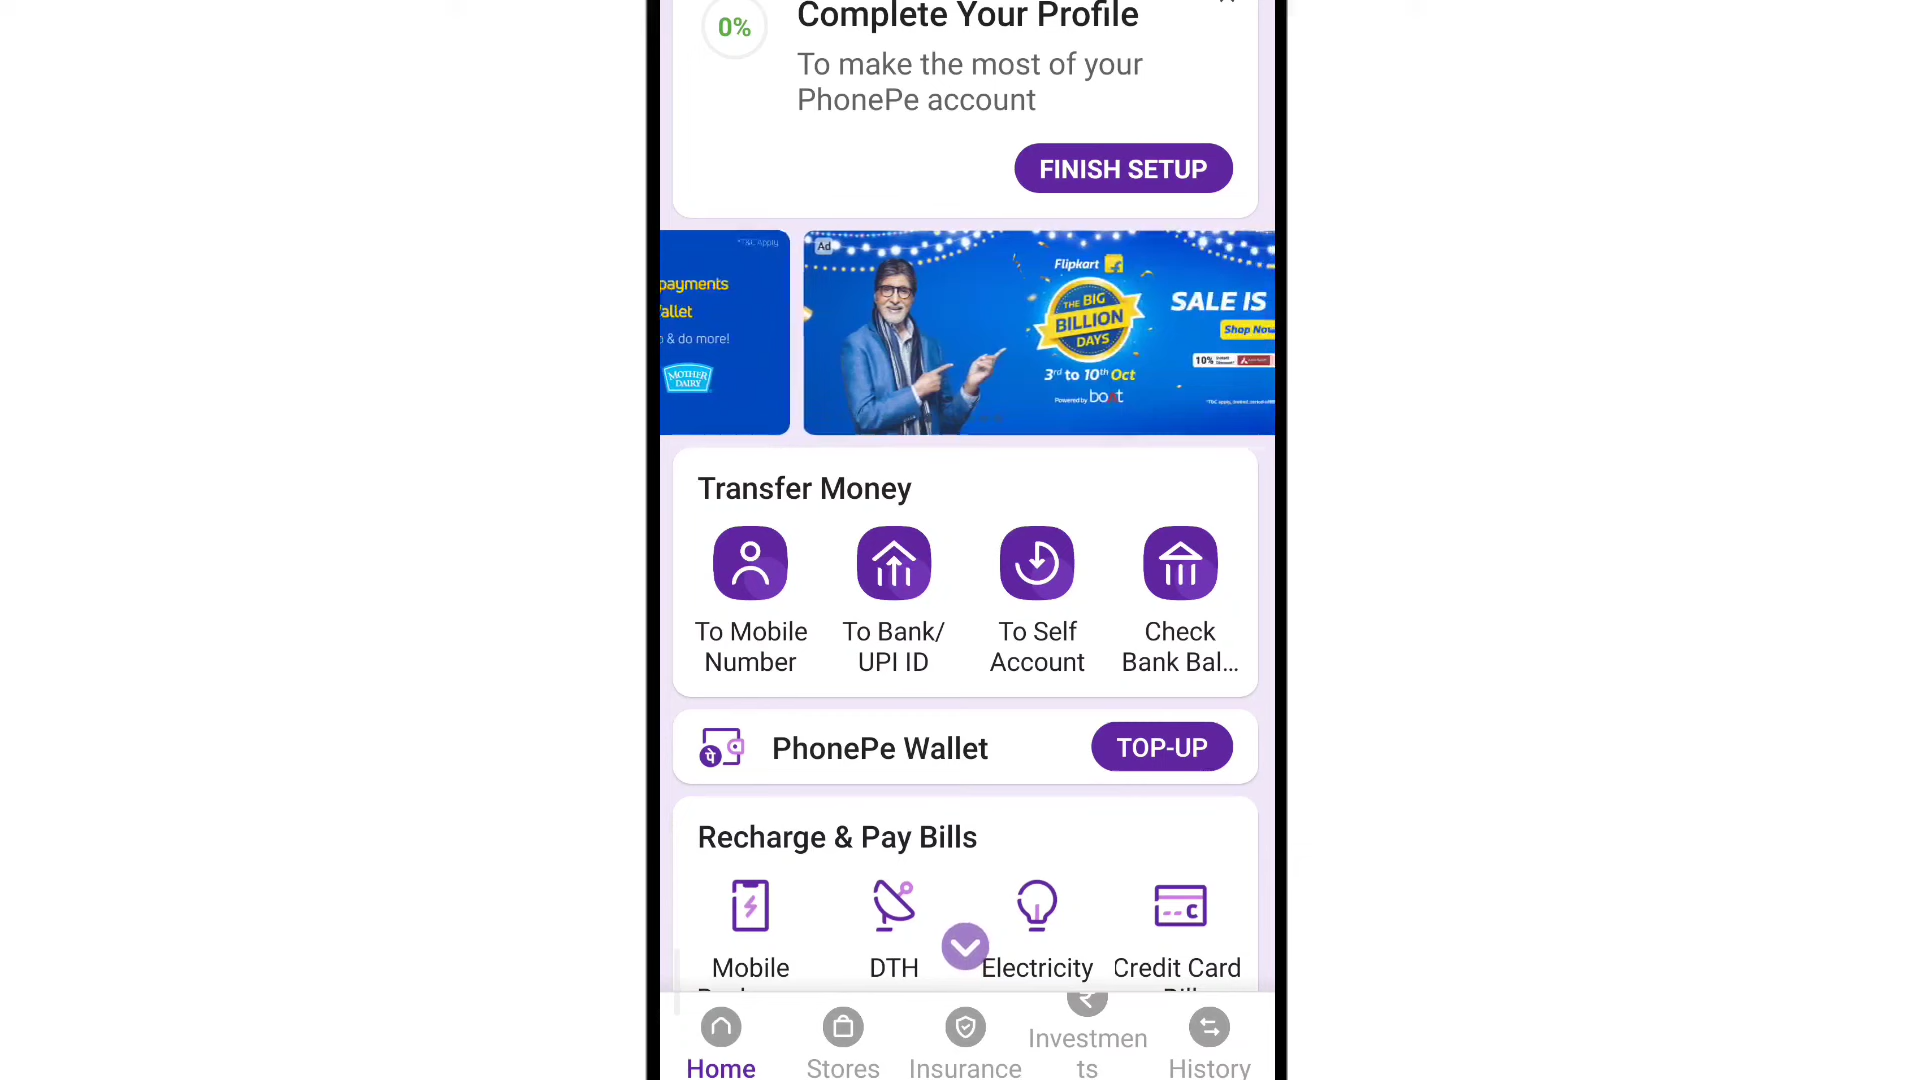 0%
Complete Your Profile
To make the most of your
PhonePe account
FINISH SETUP
*T&C Apply
payments
allet
& do more!
MOTHER
DAIRY
Ad
Flipkart
THE BIG
BILLION
DAYS
3rd to 10th Oct
Powered by boAt
SALE IS
Shop Now
10%
Transfer Money
To Mobile
Number
To Bank/
UPI ID
To Self
Account
Check
Bank Bal...
पे
PhonePe Wallet
TOP-UP
Recharge & Pay Bills
Mobile
DTH
Electricity
Credit Card
Home
Stores
Insurance
Investmen
ts
History